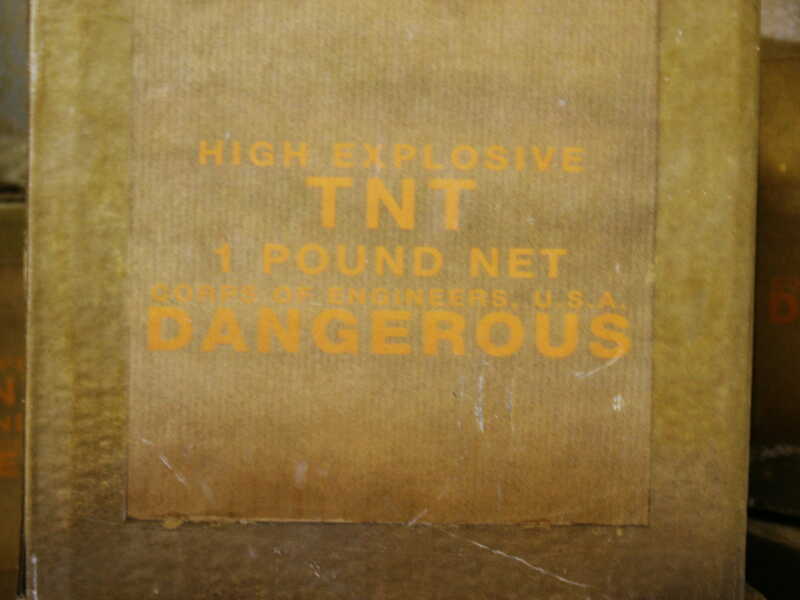 HIGH EXPLOSIVE
TNT
1 POUND NET
CORPS OF ENGINEERS, U.S.A.
DANGEROUS